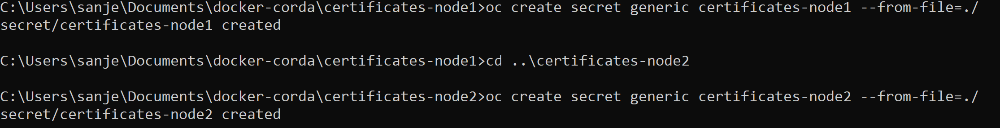 C:\Users\sanje\Documents\docker-corda\certificates-node1>oc create secret generic certificates-node1 --from-file=./
secret/certificates-node1 created
C:\Users\sanje\Documents\docker-corda\certificates-node1>cd ..\certificates-node2
C:\Users\sanje\Documents\docker-corda\certificates-node2>oc create secret generic certificates-node2 --from-file=./
secret/certificates-node2 created